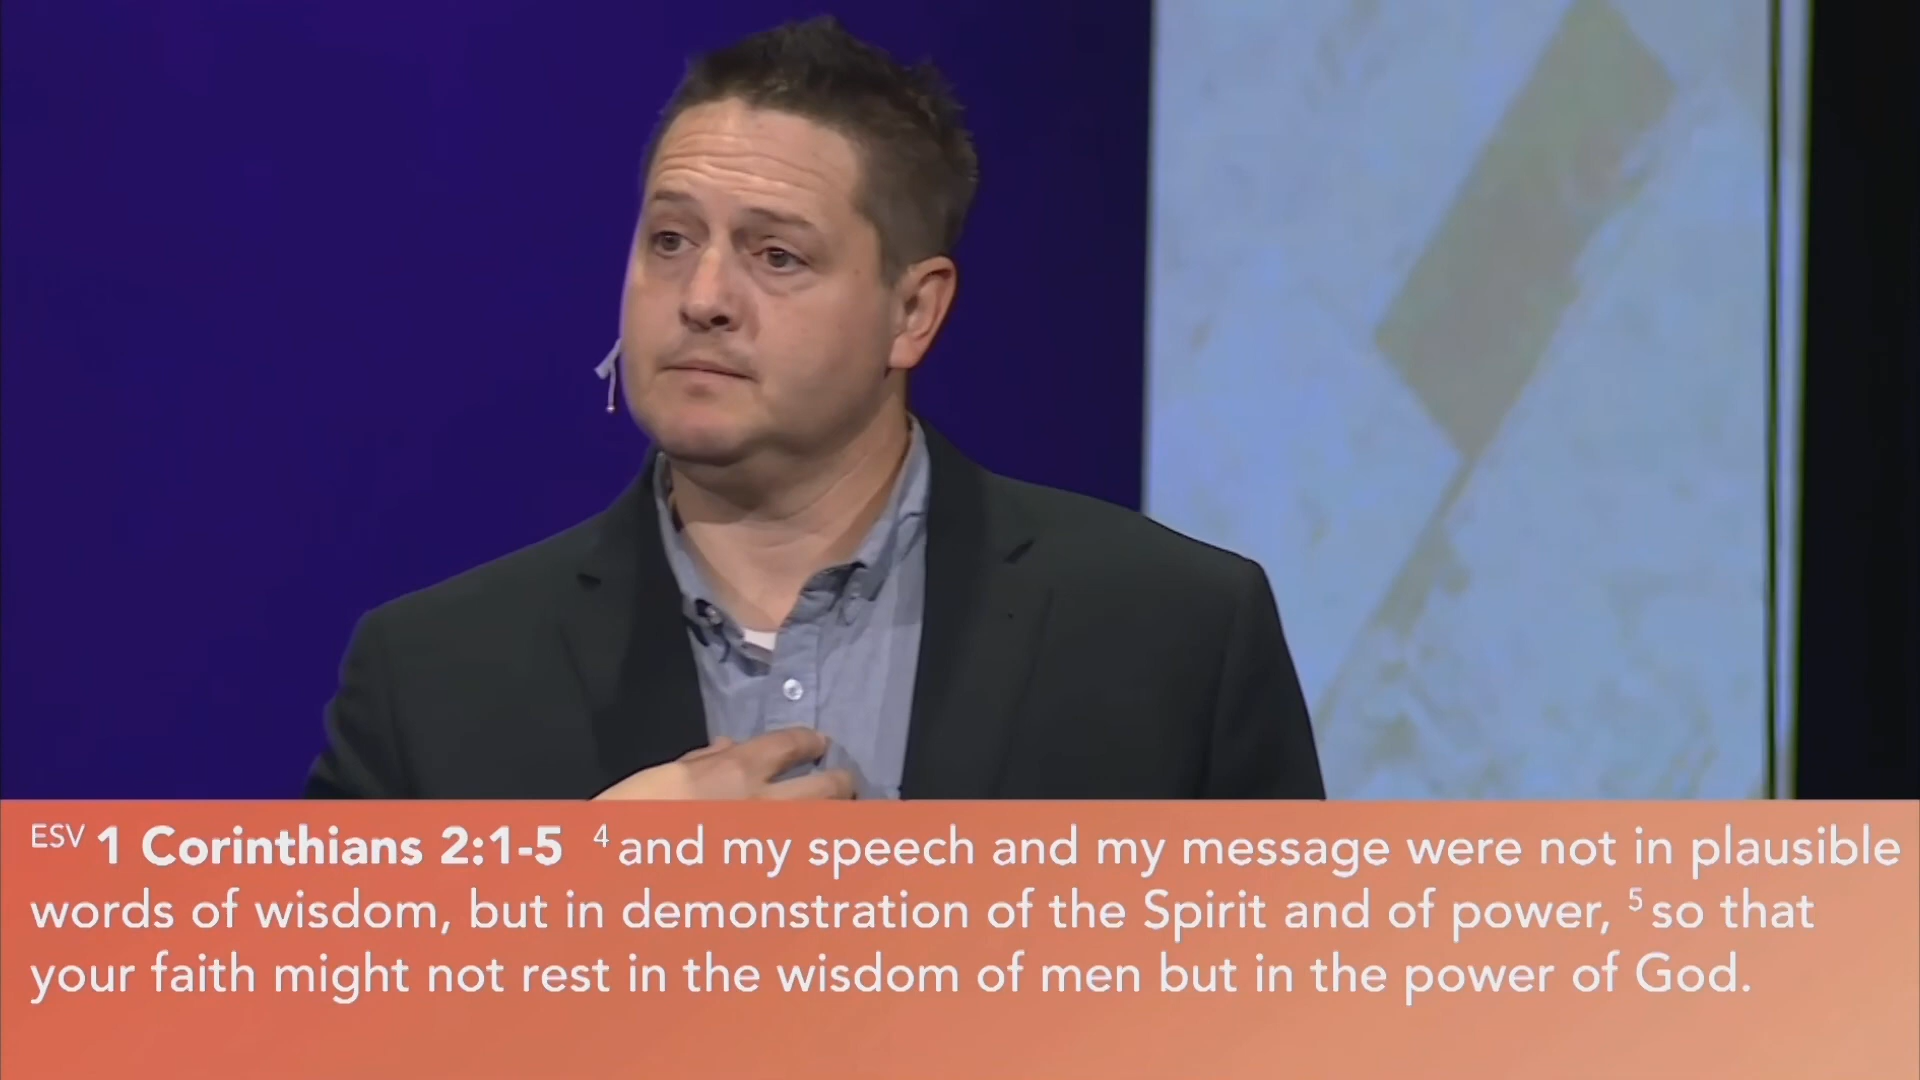 ESV 1 Corinthians 2:1-5 4 and my speech and my message were not in plausible
words of wisdom, but in demonstration of the Spirit and of power, 5 so that
your faith might not rest in the wisdom of men but in the power of God.